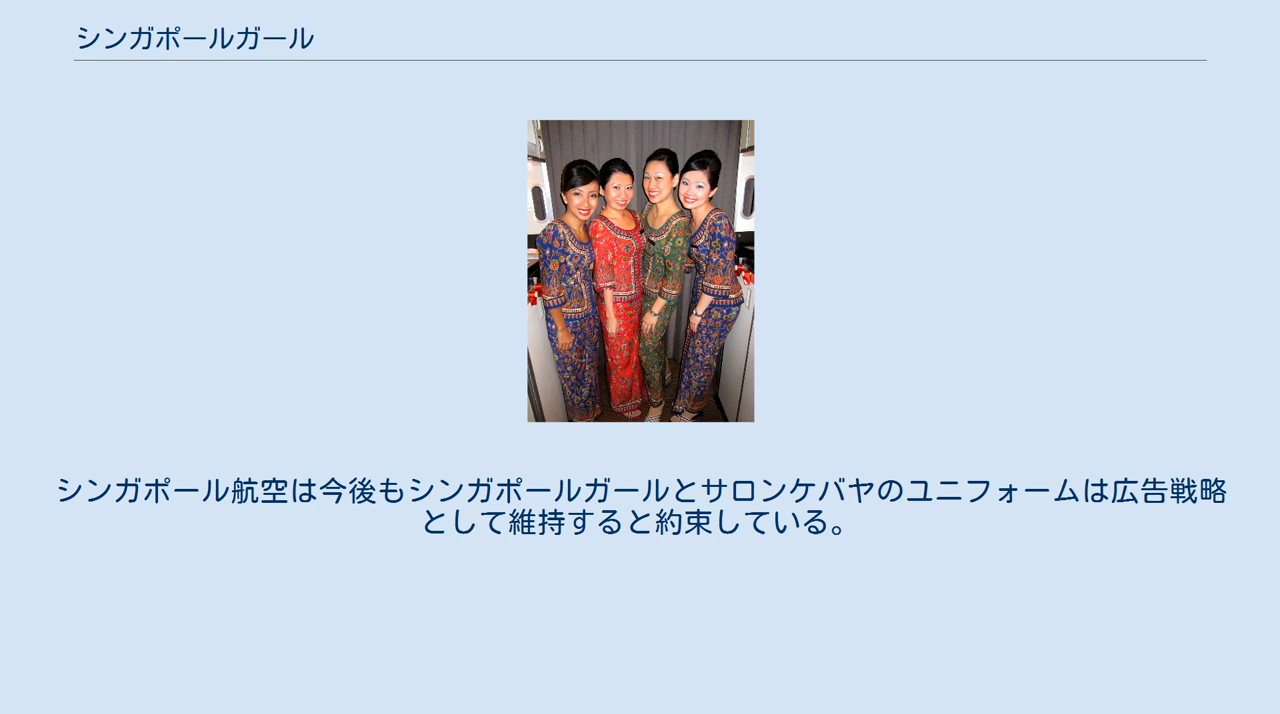 シンガポールガール
シンガポール航空は今後もシンガポールガールとサロンケバヤのユニフォームは広告戦略
として維持すると約束している。